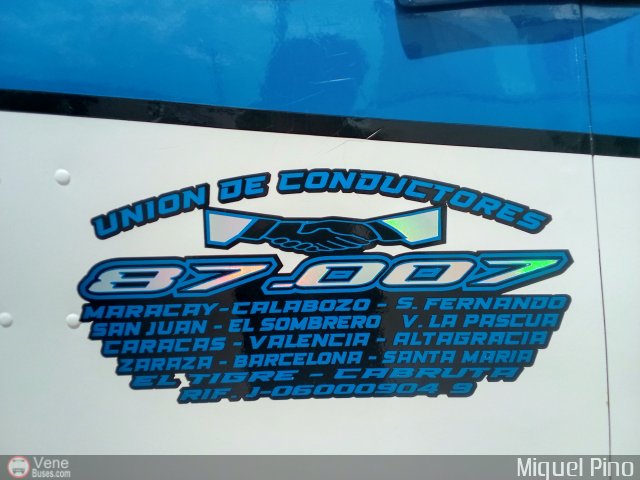 UNION DE CONDUCTORES
87.007
MARACAY-CALABOZO - S. FERNANDO
SAN JUAN - EL SOMBRERO V. LA PASCUA
CARACAS - VALENCIA - ALTAGRACIA
ZARAZA - BARCELONA - SANTA MARIA
EL TIGRE - CABRUTA
RIF. J-06000904 9
Vene
Buses.com
Miguel Pino